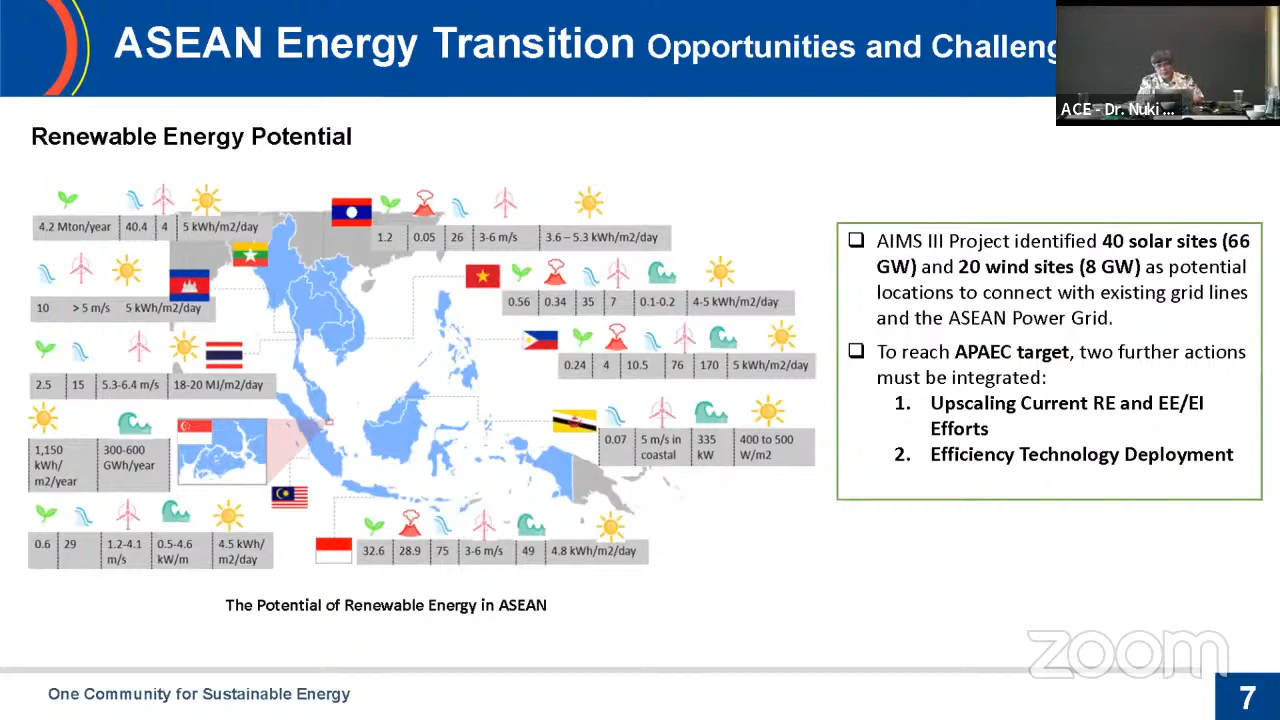 ASEAN Energy Transition Opportunities and Challeng
ACE - Dr. Nuki ...
Renewable Energy Potential
4.2 Mton/year 40.4 4 5 kWh/m2/day
1.2 0.05 26 3-6 m/s 3.6 – 5.3 kWh/m2/day
10 > 5 m/s 5 kWh/m2/day
0.56 0.34 35 7 0.1-0.2 4-5 kWh/m2/day
2.5 15 5.3-6.4 m/s 18-20 MJ/m2/day
0.24 4 10.5 76 170 5 kWh/m2/day
1,150 kWh/ m2/year
300-600 GWh/year
0.07 5 m/s in coastal 335 kW 400 to 500 W/m2
0.6 29 1.2-4.1 m/s 0.5-4.6 kW/m 4.5 kWh/ m2/day
32.6 28.9 75 3-6 m/s 49 4.8 kWh/m2/day
The Potential of Renewable Energy in ASEAN
AIMS III Project identified 40 solar sites (66
GW) and 20 wind sites (8 GW) as potential
locations to connect with existing grid lines
and the ASEAN Power Grid.
To reach APAEC target, two further actions
must be integrated:
1. Upscaling Current RE and EE/EI
Efforts
2. Efficiency Technology Deployment
zoom
One Community for Sustainable Energy
7